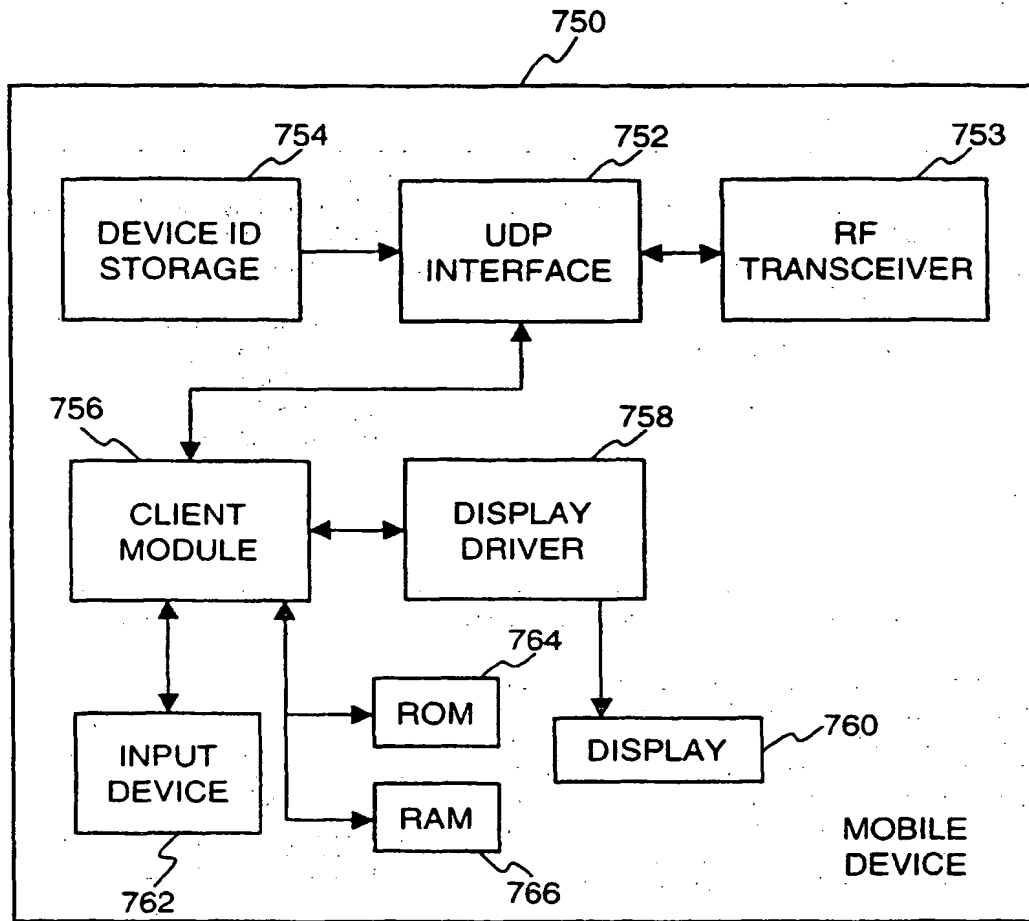 750
754
752
753
DEVICE ID
STORAGE
UDP
INTERFACE
RF
TRANSCEIVER
756
758
CLIENT
MODULE
DISPLAY
DRIVER
764
ROM
760
DISPLAY
INPUT
DEVICE
RAM
762
766
MOBILE
DEVICE